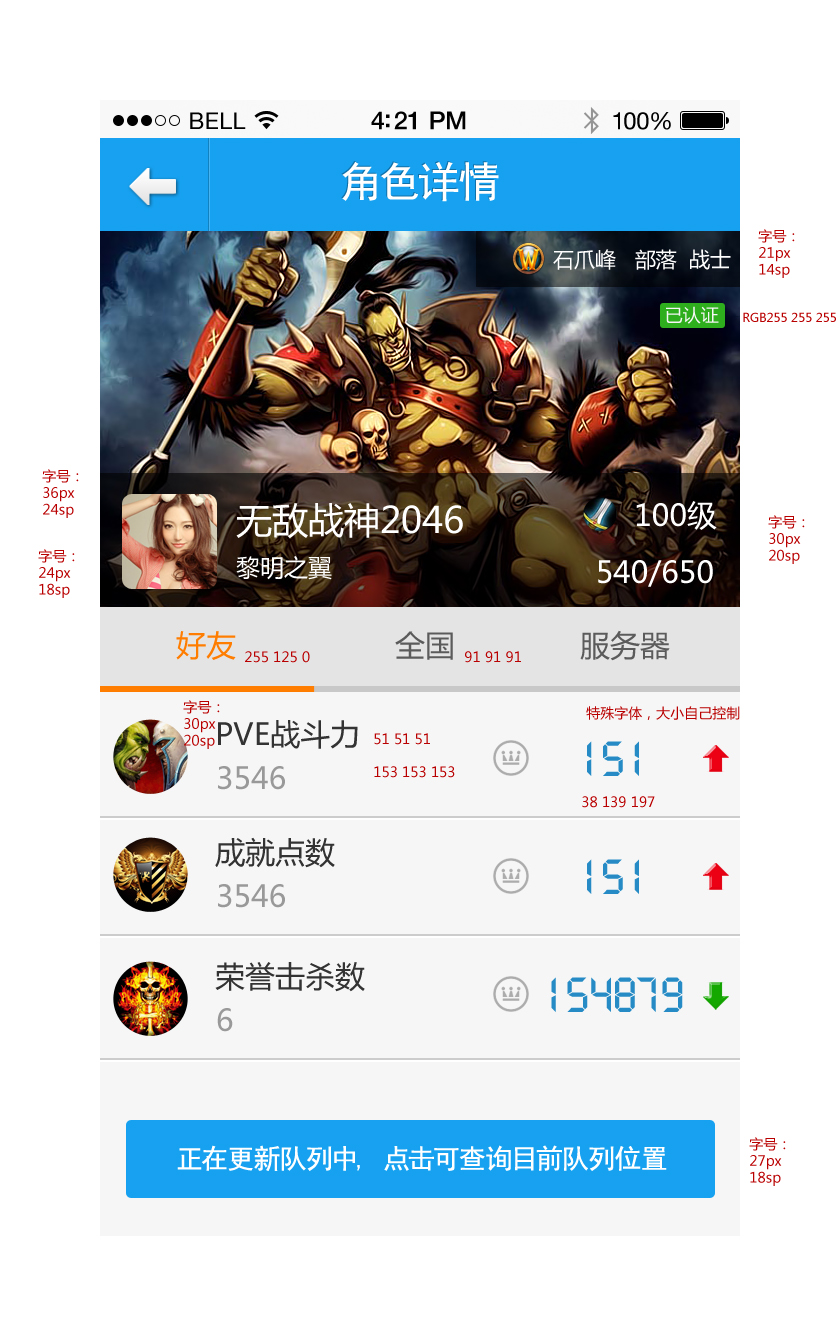 BELL 4:21 PM 100%
角色详情
字号：
21px
14sp
石爪峰 部落 战士
已认证
RGB255 255 255
字号：
36px
24sp
无敌战神2046
100级
字号：
30px
20sp
字号：
24px
18sp
黎明之翼
540/650
好友 255 125 0
全国 91 91 91
服务器
字号：
30px
20sp
PVE战斗力
51 51 51
3546
153 153 153
特殊字体，大小自己控制
151
38 139 197
成就点数
3546
151
荣誉击杀数
6
154879
正在更新队列中， 点击可查询目前队列位置
字号：
27px
18sp